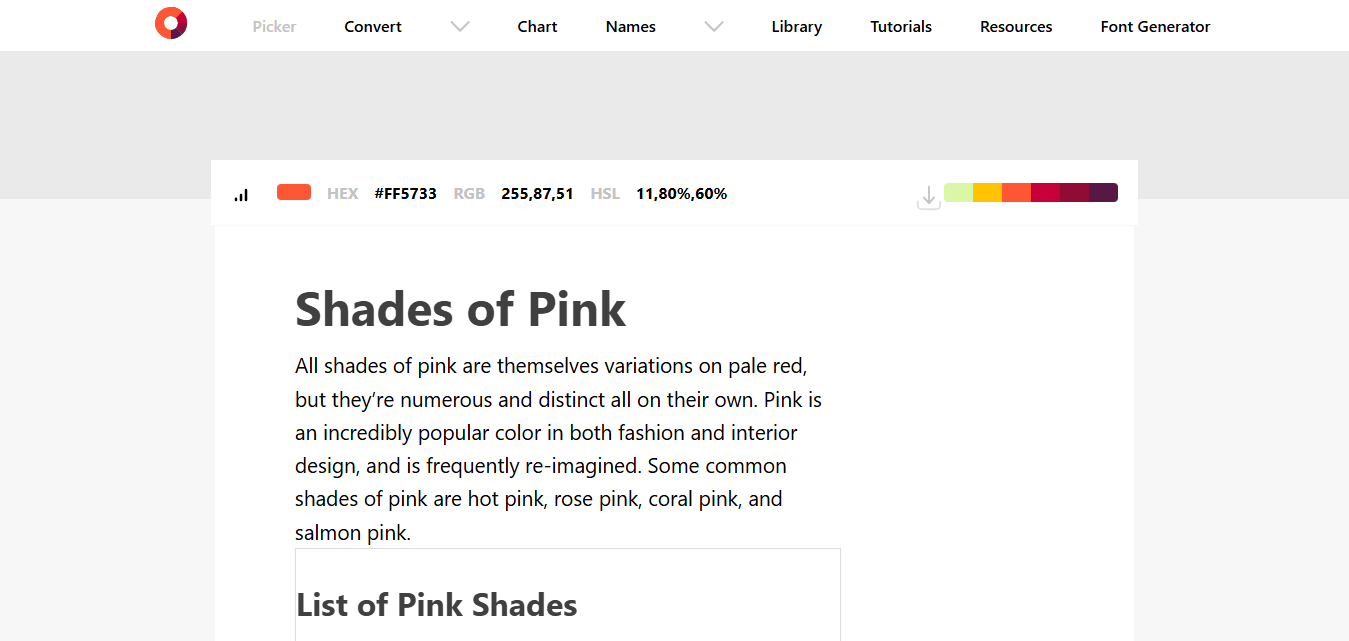 Picker Convert Chart Names Library Tutorials Resources Font Generator
HEX #FF5733 RGB 255,87,51 HSL 11,80%,60%
Shades of Pink
All shades of pink are themselves variations on pale red,
but they’re numerous and distinct all on their own. Pink is
an incredibly popular color in both fashion and interior
design, and is frequently re-imagined. Some common
shades of pink are hot pink, rose pink, coral pink, and
salmon pink.
List of Pink Shades